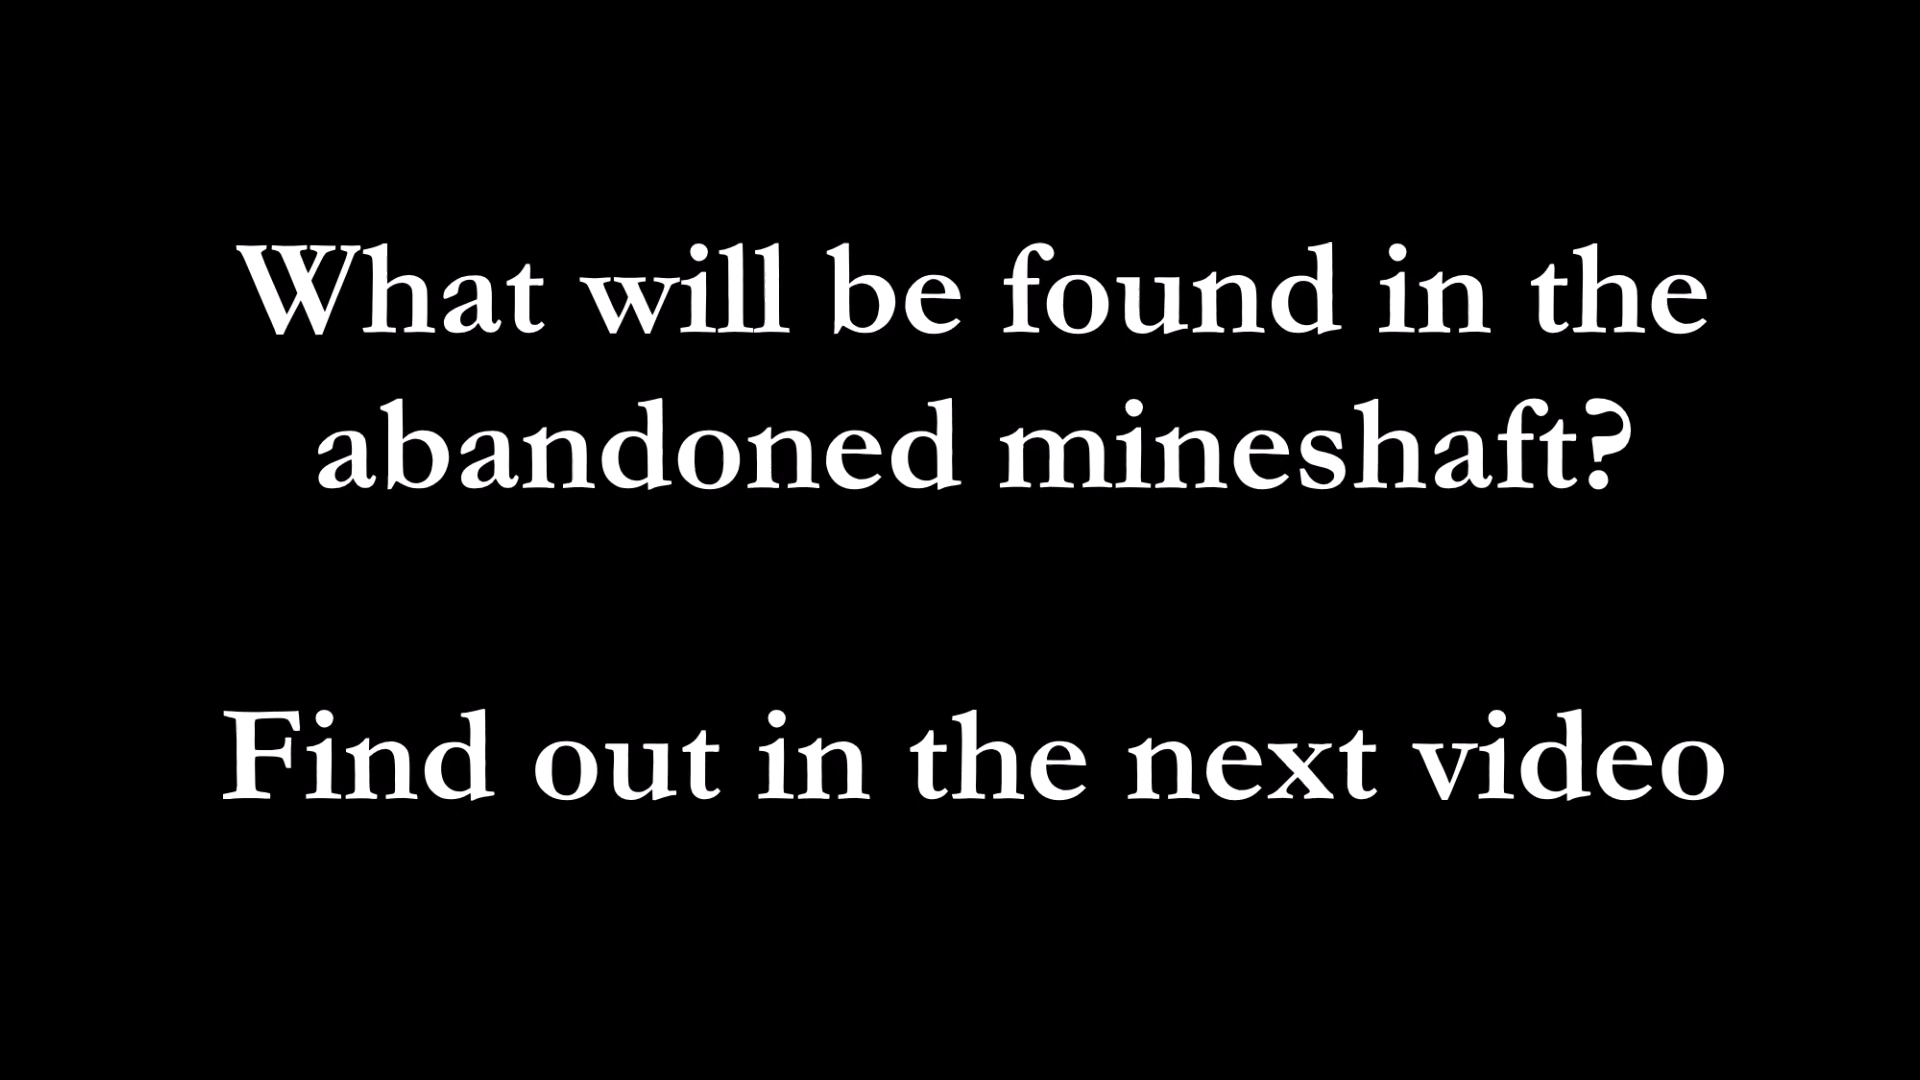 What will be found in the
abandoned mineshaft?
Find out in the next video